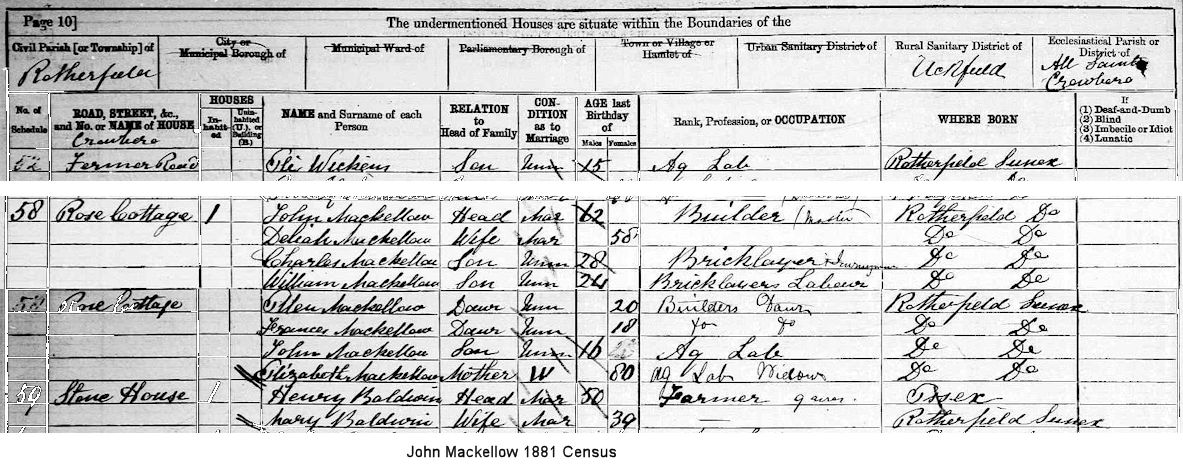 Page 10]
The undermentioned Houses are situate within the Boundaries of the
Civil Parish [or Township] of City or Municipal Borough of Municipal Ward of Parliamentary Borough of Town or Village or Hamlet of Urban Sanitary District of Rural Sanitary District of Ecclesiastical Parish or District of
Rotherfield Uckfield All Saints Crowboro
No. of Schedule ROAD, STREET, &c., and No. or NAME of HOUSE HOUSES Inhabited Uninhabited (U.), or Building (B.) NAME and Surname of each Person RELATION to Head of Family CONDITION as to Marriage AGE last Birthday of Males Females Rank, Profession, or OCCUPATION WHERE BORN If (1) Deaf-and-Dumb (2) Blind (3) Imbecile or Idiot (4) Lunatic
Crowboro
52 Fermor Road Eli Wickens Son Unm 15 Ag Lab Rotherfield Sussex
58 Rose Cottage 1 John Mackellow Head Mar 62 Builder (Master Rotherfield Do
Deliah Mackellow Wife Mar 58 Do Do
Charles Mackellow Son Unm 28 Bricklayer Do Do
William Mackellow Son Unm 24 Bricklayers Labour Do Do
58 Rose Cottage Ellen Mackellow Dawr Unm 20 Builders Dawr Rotherfield Sussex
Frances Mackellow Dawr Unm 18 do do Do Do
John Mackellow Son Unm 16 Ag Lab Do Do
Elizabeth Mackellow Mother W 80 Ag Lab Widow Do Do
59 Stone House 1 Henry Baldwin Head Mar 50 Farmer Essex
Mary Baldwin Wife Mar 39 Rotherfield Sussex
John Mackellow 1881 Census